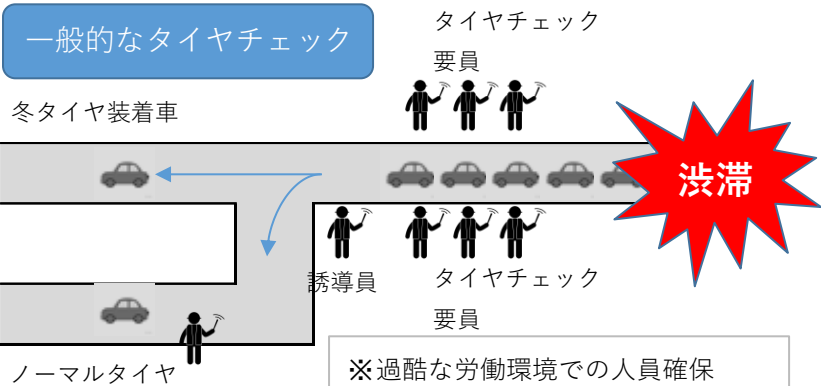 一般的なタイヤチェック
タイヤチェック
要員
冬タイヤ装着車
渋滞
誘導員
タイヤチェック
要員
ノーマルタイヤ
※過酷な労働環境での人員確保